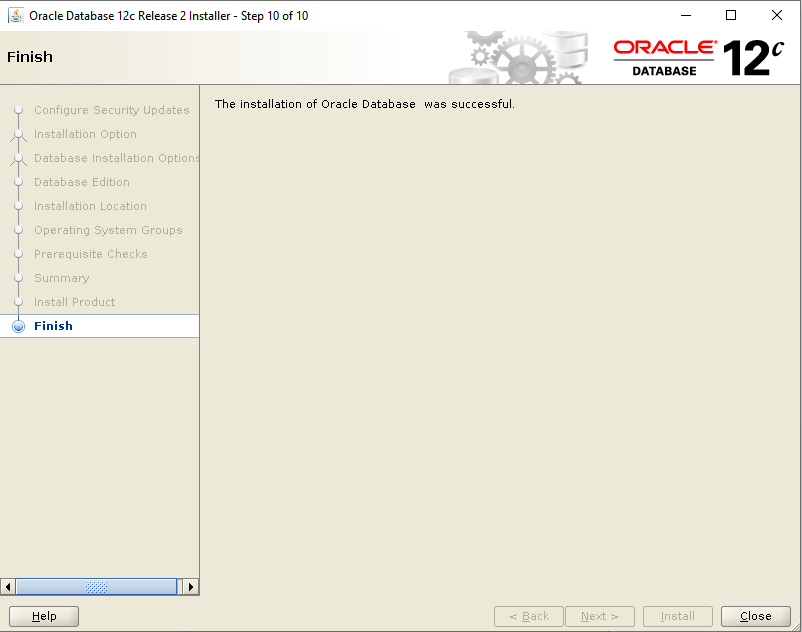 Oracle Database 12c Release 2 Installer - Step 10 of 10
Finish
ORACLE®
DATABASE
12c
Configure Security Updates
Installation Option
Database Installation Options
Database Edition
Installation Location
Operating System Groups
Prerequisite Checks
Summary
Install Product
Finish
The installation of Oracle Database  was successful.
Help
< Back
Next >
Install
Close